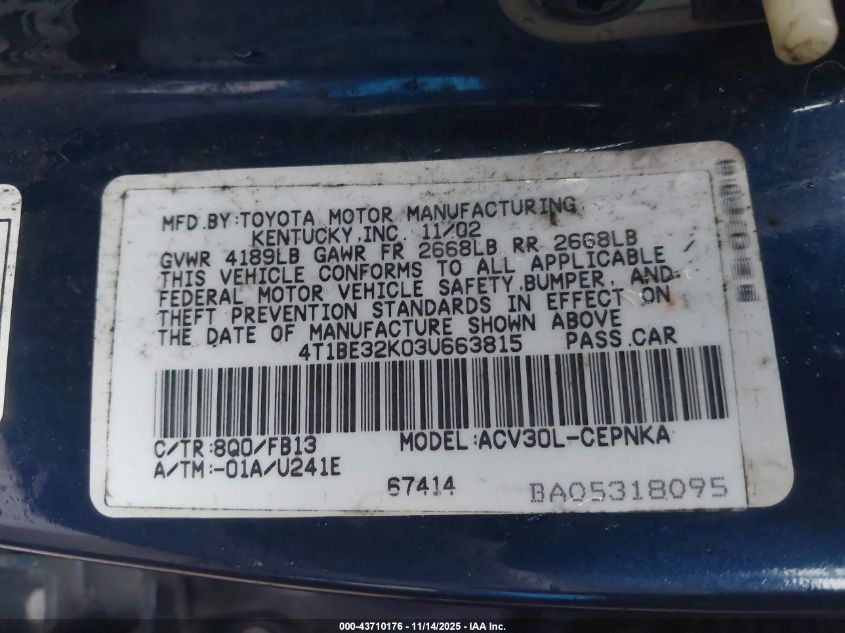 MFD.BY:TOYOTA MOTOR MANUFACTURING
KENTUCKY,INC. 11/02
GVWR 4189LB GAWR FR 2668LB RR 2668LB
THIS VEHICLE CONFORMS TO ALL APPLICABLE
FEDERAL MOTOR VEHICLE SAFETY,BUMPER, AND
THEFT PREVENTION STANDARDS IN EFFECT ON
THE DATE OF MANUFACTURE SHOWN ABOVE
4T1BE32K03U663815 PASS.CAR
C/TR:8Q0/FB13 MODEL:ACV30L-CEPNKA
A/TM:-01A/U241E
67414 BA05318095
000-43710176 - 11/14/2025 - IAA Inc.